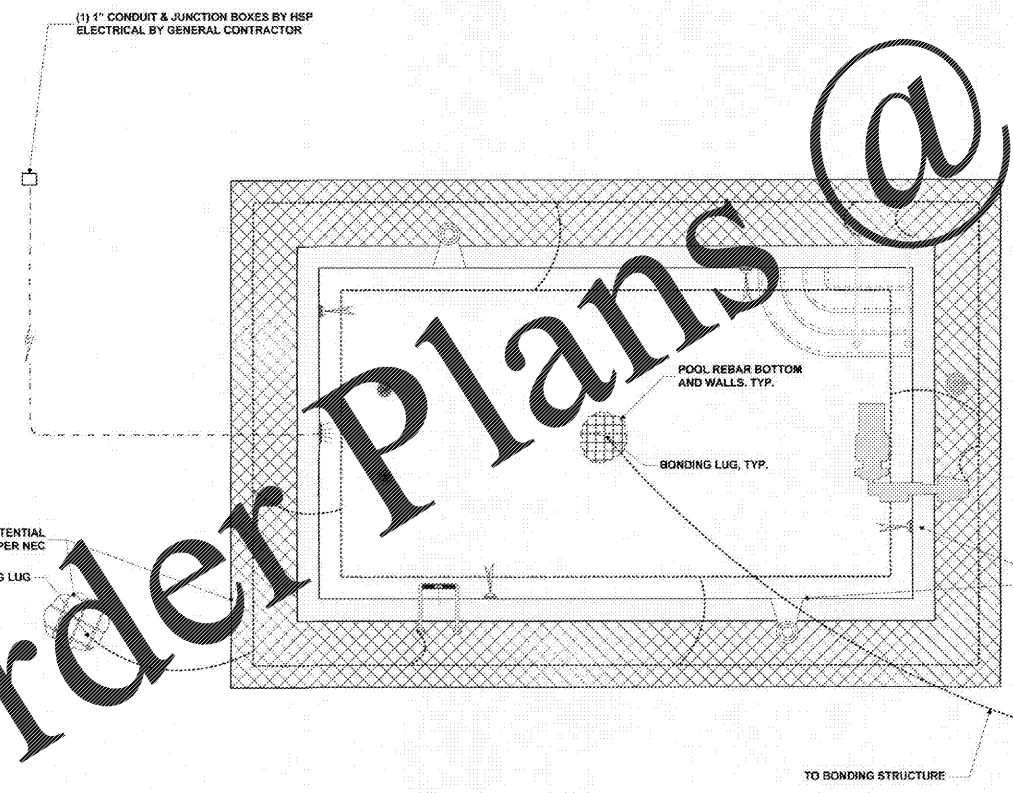 (1) 1" CONDUIT & JUNCTION BOXES BY HSP
ELECTRICAL BY GENERAL CONTRACTOR
rder Plans @
POOL REBAR BOTTOM
AND WALLS. TYP.
BONDING LUG, TYP.
TENTIAL
PER NEC
G LUG
TO BONDING STRUCTURE